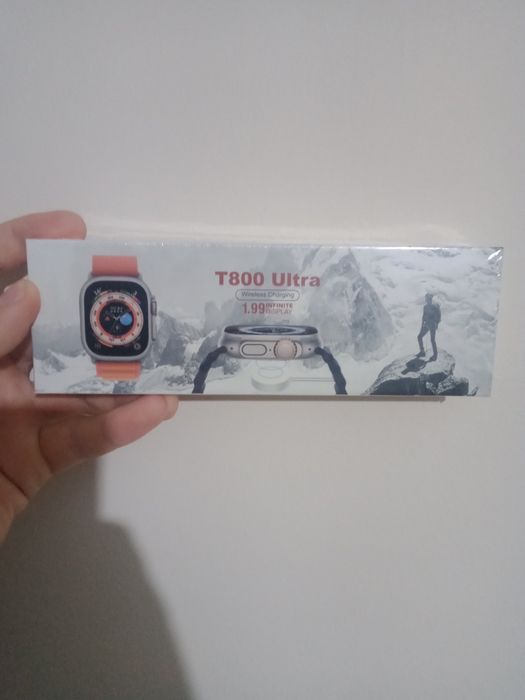 T800 Ultra
Wireless Charging
1.99 INFINITE
DISPLAY